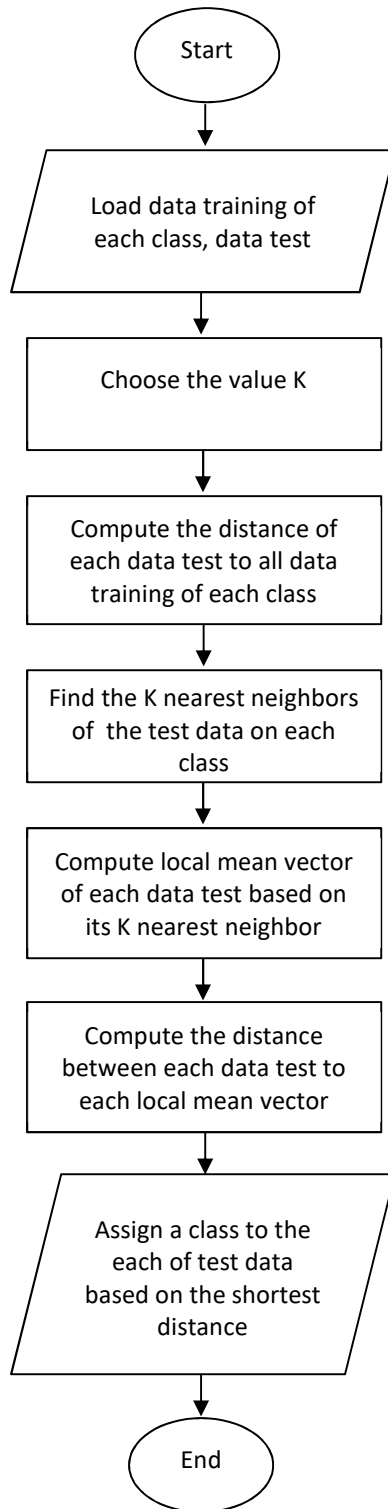 Start
Load data training of
each class, data test
Choose the value K
Compute the distance of
each data test to all data
training of each class
Find the K nearest neighbors
of the test data on each
class
Compute local mean vector
of each data test based on
its K nearest neighbor
Compute the distance
between each data test to
each local mean vector
Assign a class to the
each of test data
based on the shortest
distance
End